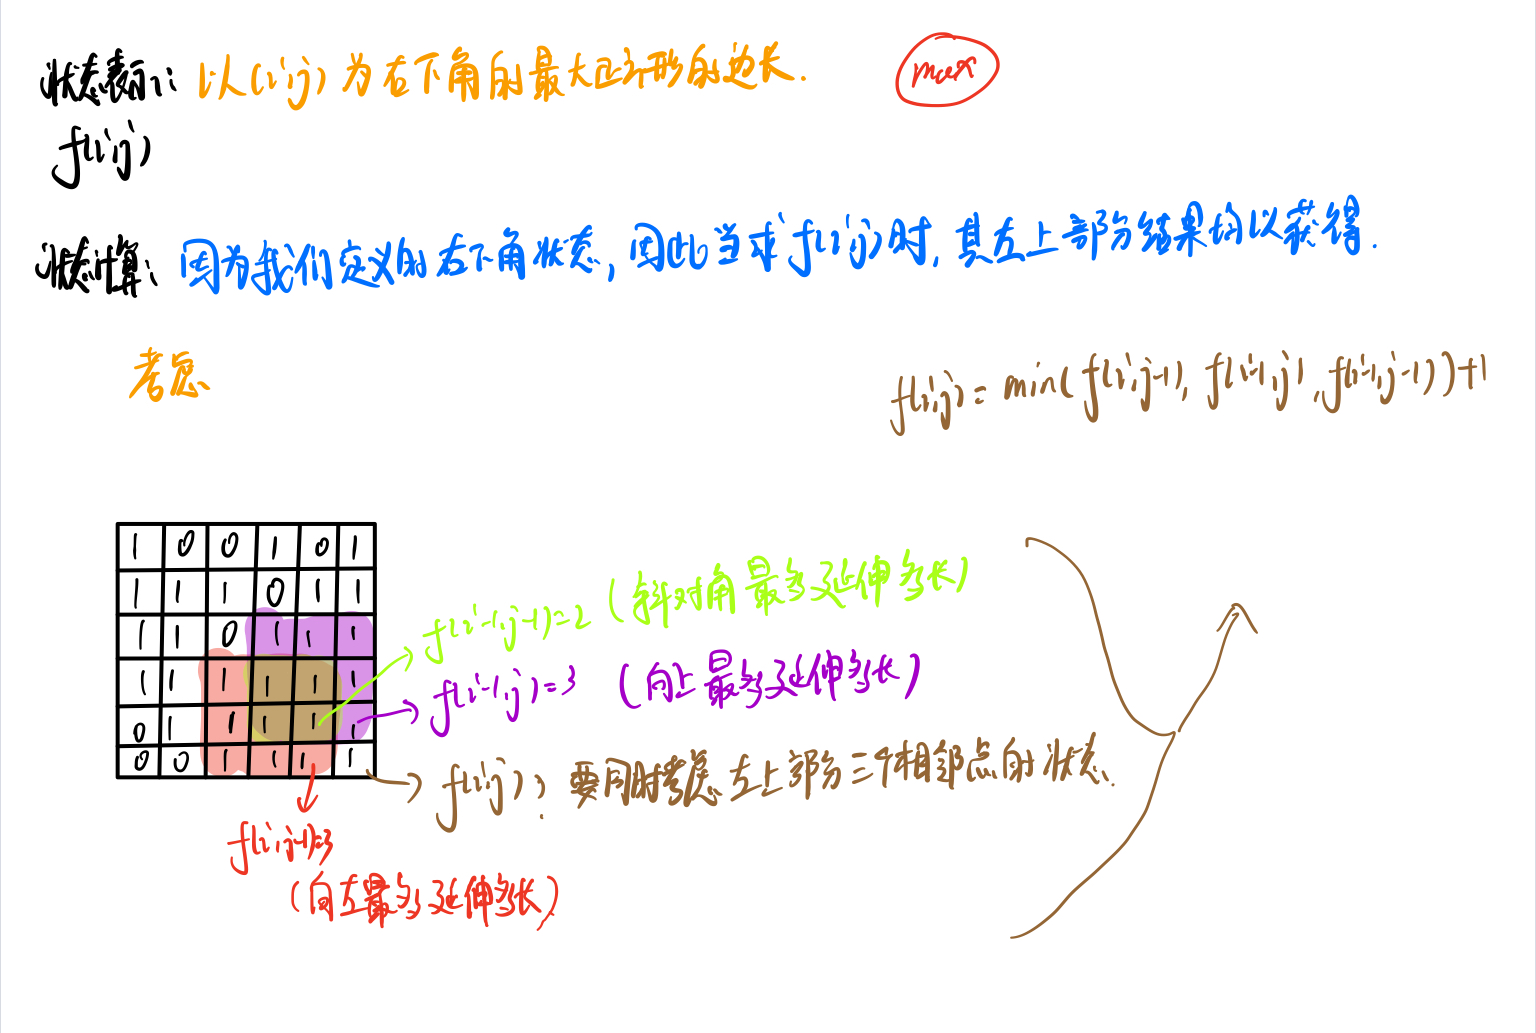 状态表示: 以(i,j)为右下角的最大正方形的边长. max
f(i,j)
状态计算: 因为我们定义的右下角状态, 因此当求f(i,j)时, 其左上部分结果均以获得.
考虑
f(i,j) = min(f(i,j-1), f(i-1,j), f(i-1,j-1))+1
1 0 0 1 0 1
1 1 1 0 1 1
1 1 0 1 1 1
1 1 1 1 1 1
0 1 1 1 1 1
0 0 1 1 1 1
f(i-1,j-1)=2 (斜对角最多延伸多长)
f(i-1,j)=3 (向上最多延伸多长)
f(i,j)? 要同时考虑左上部分三个相邻点的状态.
f(i,j-1)=3
(向左最多延伸多长)